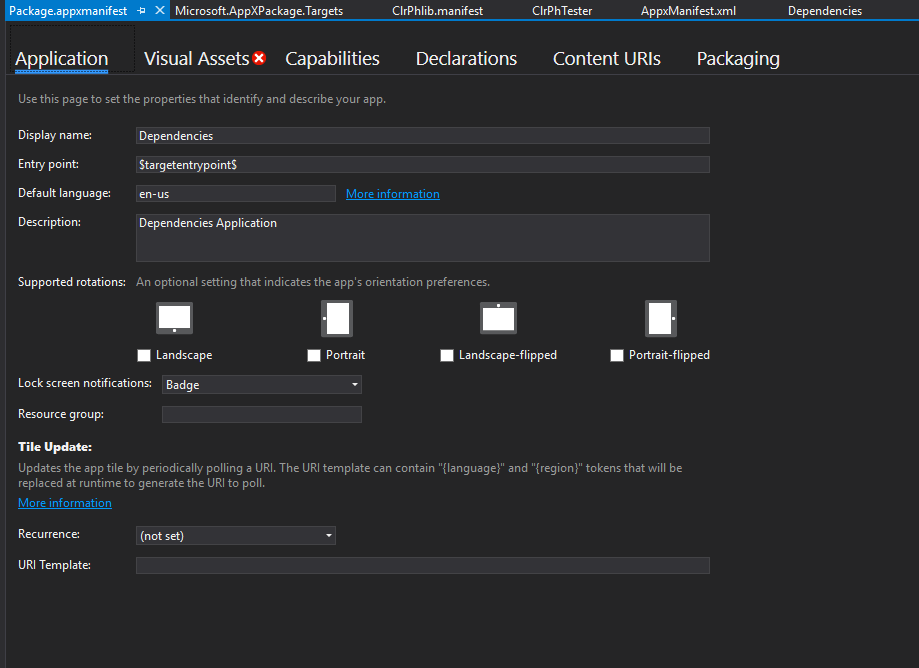 Package.appxmanifest Microsoft.AppXPackage.Targets ClrPhlib.manifest ClrPhTester AppxManifest.xml Dependencies
Application Visual Assets Capabilities Declarations Content URIs Packaging
Use this page to set the properties that identify and describe your app.
Display name: Dependencies
Entry point: $targetentrypoint$
Default language: en-us More information
Description: Dependencies Application
Supported rotations: An optional setting that indicates the app's orientation preferences.
Landscape Portrait Landscape-flipped Portrait-flipped
Lock screen notifications: Badge
Resource group:
Tile Update:
Updates the app tile by periodically polling a URI. The URI template can contain "{language}" and "{region}" tokens that will be
replaced at runtime to generate the URI to poll.
More information
Recurrence: (not set)
URI Template: